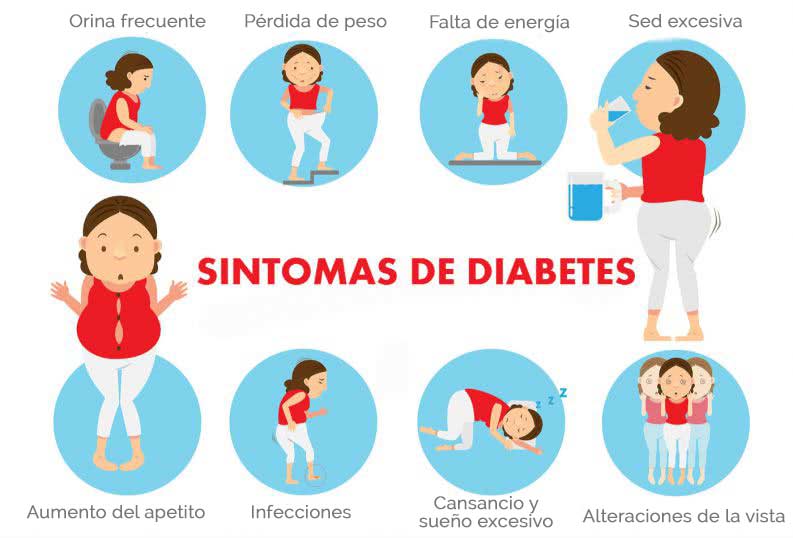 Orina frecuente
Pérdida de peso
Falta de energía
Sed excesiva
SINTOMAS DE DIABETES
z z z
Aumento del apetito
Infecciones
Cansancio y
sueño excesivo
Alteraciones de la vista